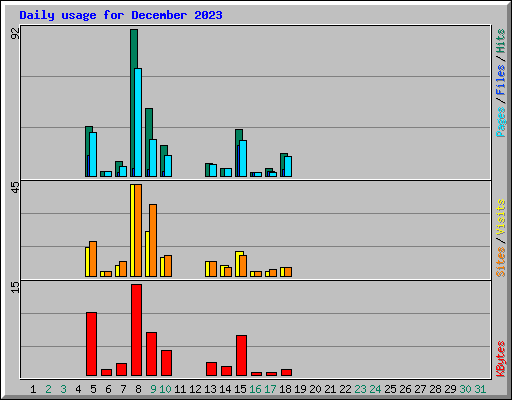 Daily usage for December 2023
92
Pages / Files / Hits
45
Sites / Visits
15
KBytes
1 2 3 4 5 6 7 8 9 10 11 12 13 14 15 16 17 18 19 20 21 22 23 24 25 26 27 28 29 30 31